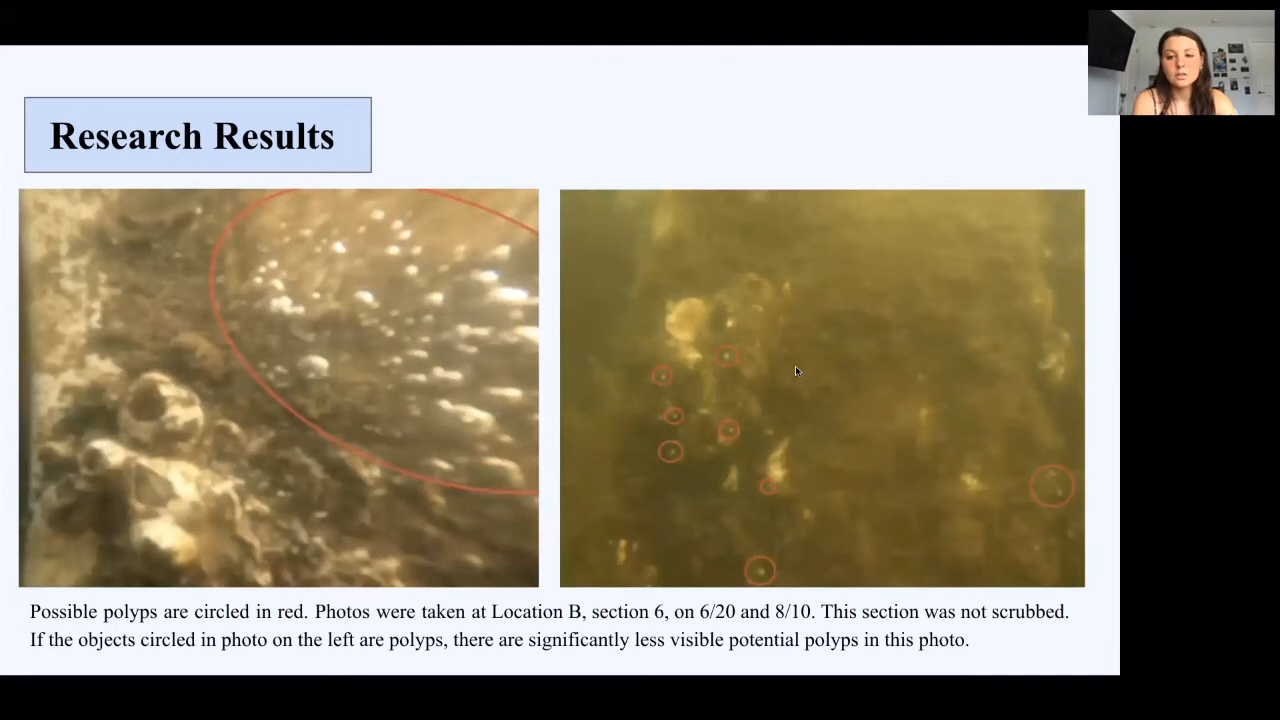 Research Results
Possible polyps are circled in red. Photos were taken at Location B, section 6, on 6/20 and 8/10. This section was not scrubbed.
If the objects circled in photo on the left are polyps, there are significantly less visible potential polyps in this photo.